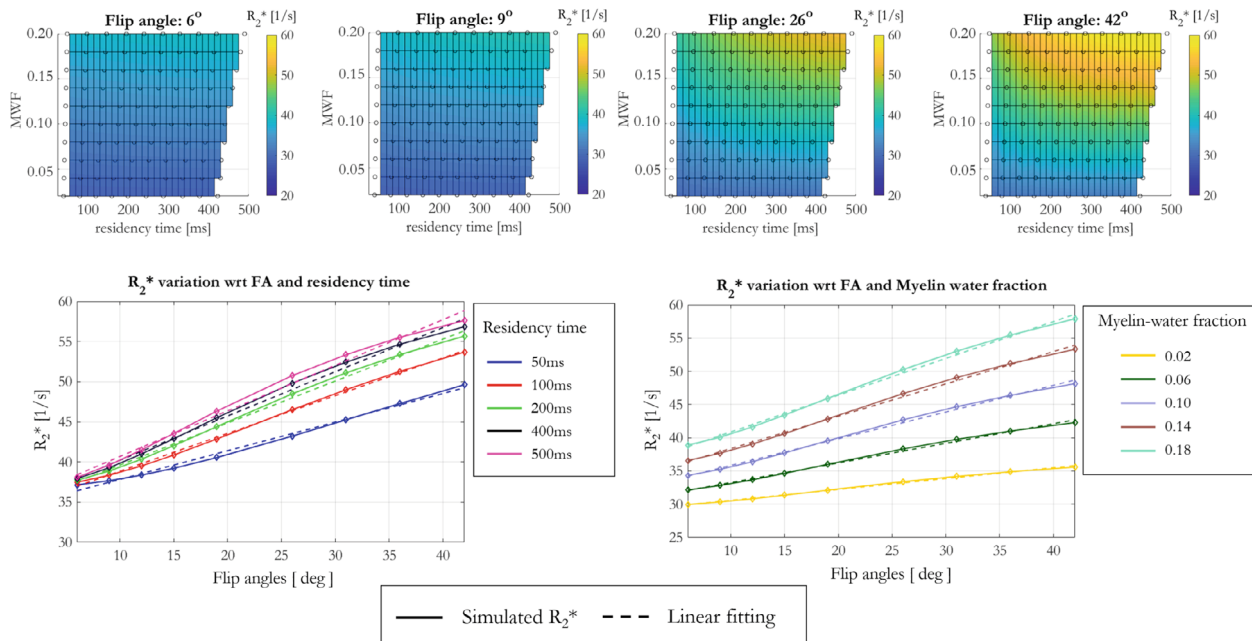 Flip angle: 6°
R2* [1/s]
Flip angle: 9°
R2* [1/s]
Flip angle: 26°
R2* [1/s]
Flip angle: 42°
R2* [1/s]
0.20
0.15
0.10
0.05
MWF
100 200 300 400 500
residency time [ms]
60
50
40
30
20
0.20
0.15
0.10
0.05
MWF
100 200 300 400 500
residency time [ms]
60
50
40
30
20
0.20
0.15
0.10
0.05
MWF
100 200 300 400 500
residency time [ms]
60
50
40
30
20
0.20
0.15
0.10
0.05
MWF
100 200 300 400 500
residency time [ms]
60
50
40
30
20
R2* variation wrt FA and residency time
60
55
50
45
40
35
30
R2* [1/s]
10 15 20 25 30 35 40
Flip angles [ deg ]
Residency time
50ms
100ms
200ms
400ms
500ms
R2* variation wrt FA and Myelin water fraction
60
55
50
45
40
35
30
25
R2* [1/s]
10 15 20 25 30 35 40
Flip angles [ deg ]
Myelin-water fraction
0.02
0.06
0.10
0.14
0.18
Simulated R2* Linear fitting